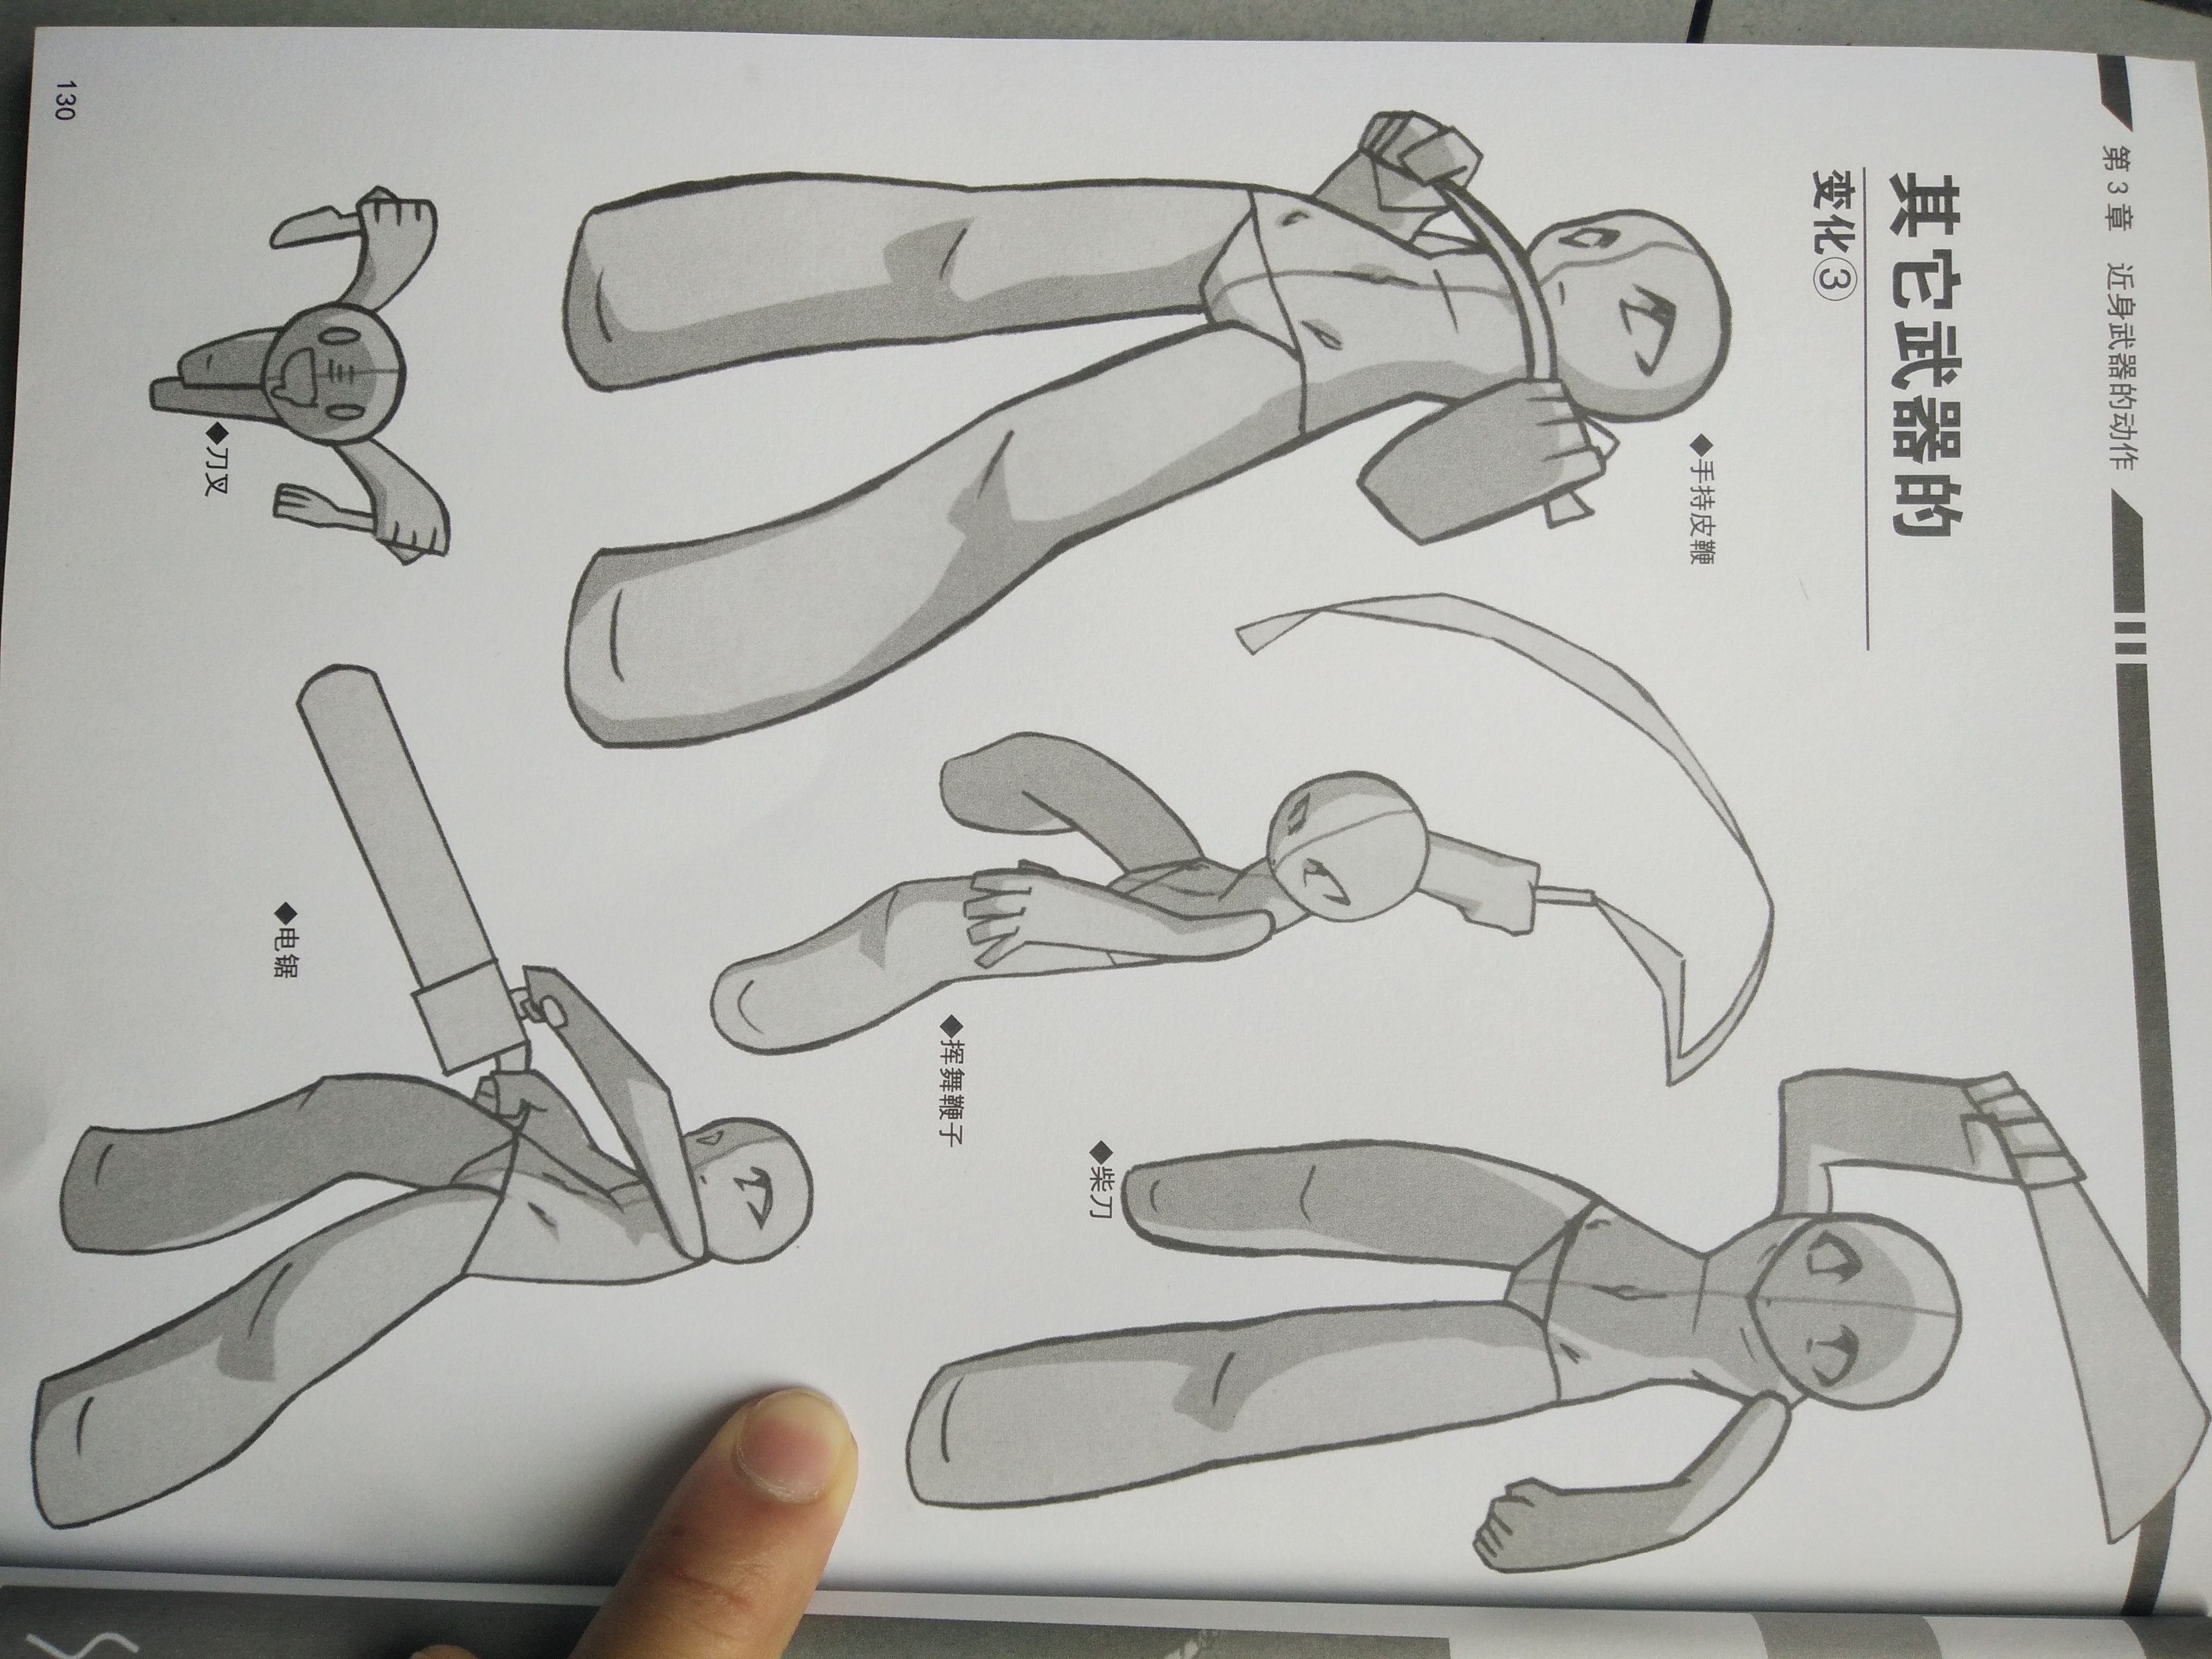 第3章 近身武器的动作
其它武器的
变化③
◆手持皮鞭
◆挥舞鞭子
◆柴刀
◆刀叉
◆电锯
130